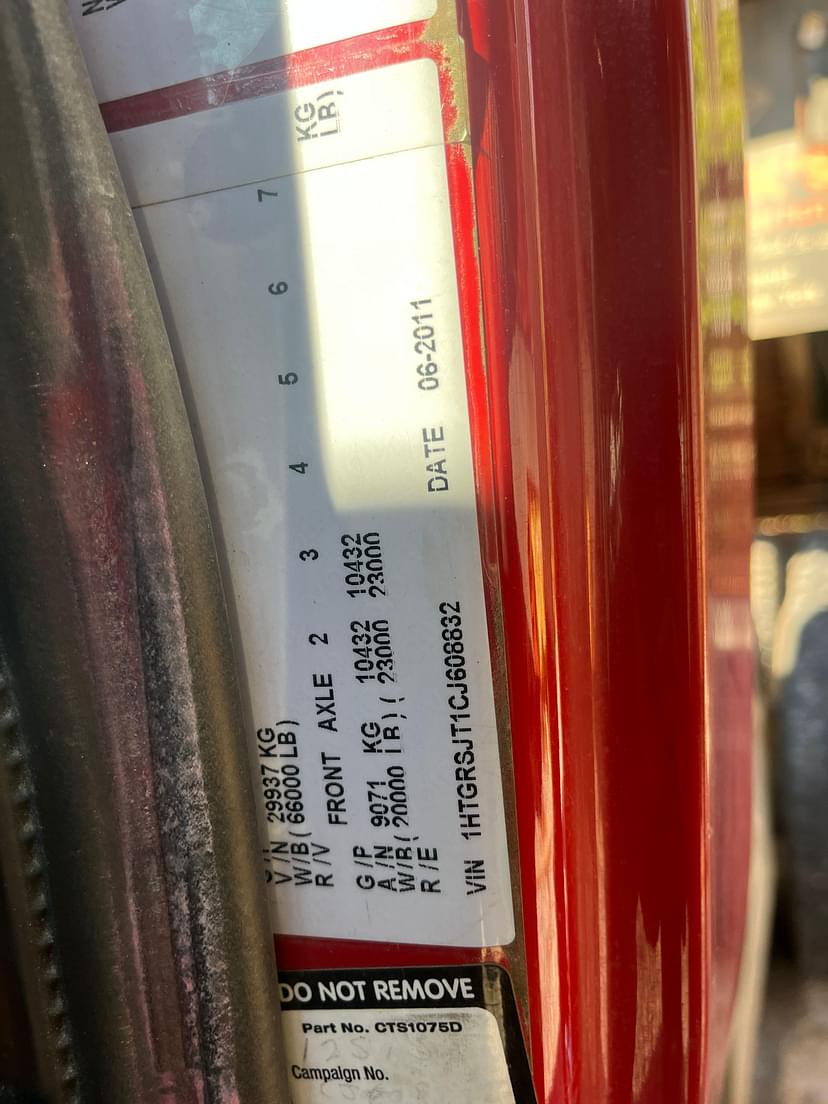 KG
LB)
V/N 29937 KG
W/B( 66000 LB)
R/V
FRONT AXLE 2 3 4 5 6 7
G/P
A/N 9071 KG 10432 10432
W/R( 20000 LB)( 23000 23000
R/E
DATE 06-2011
VIN 1HTGRSJT1CJ608832
DO NOT REMOVE
Part No. CTS1075D
Campaign No.